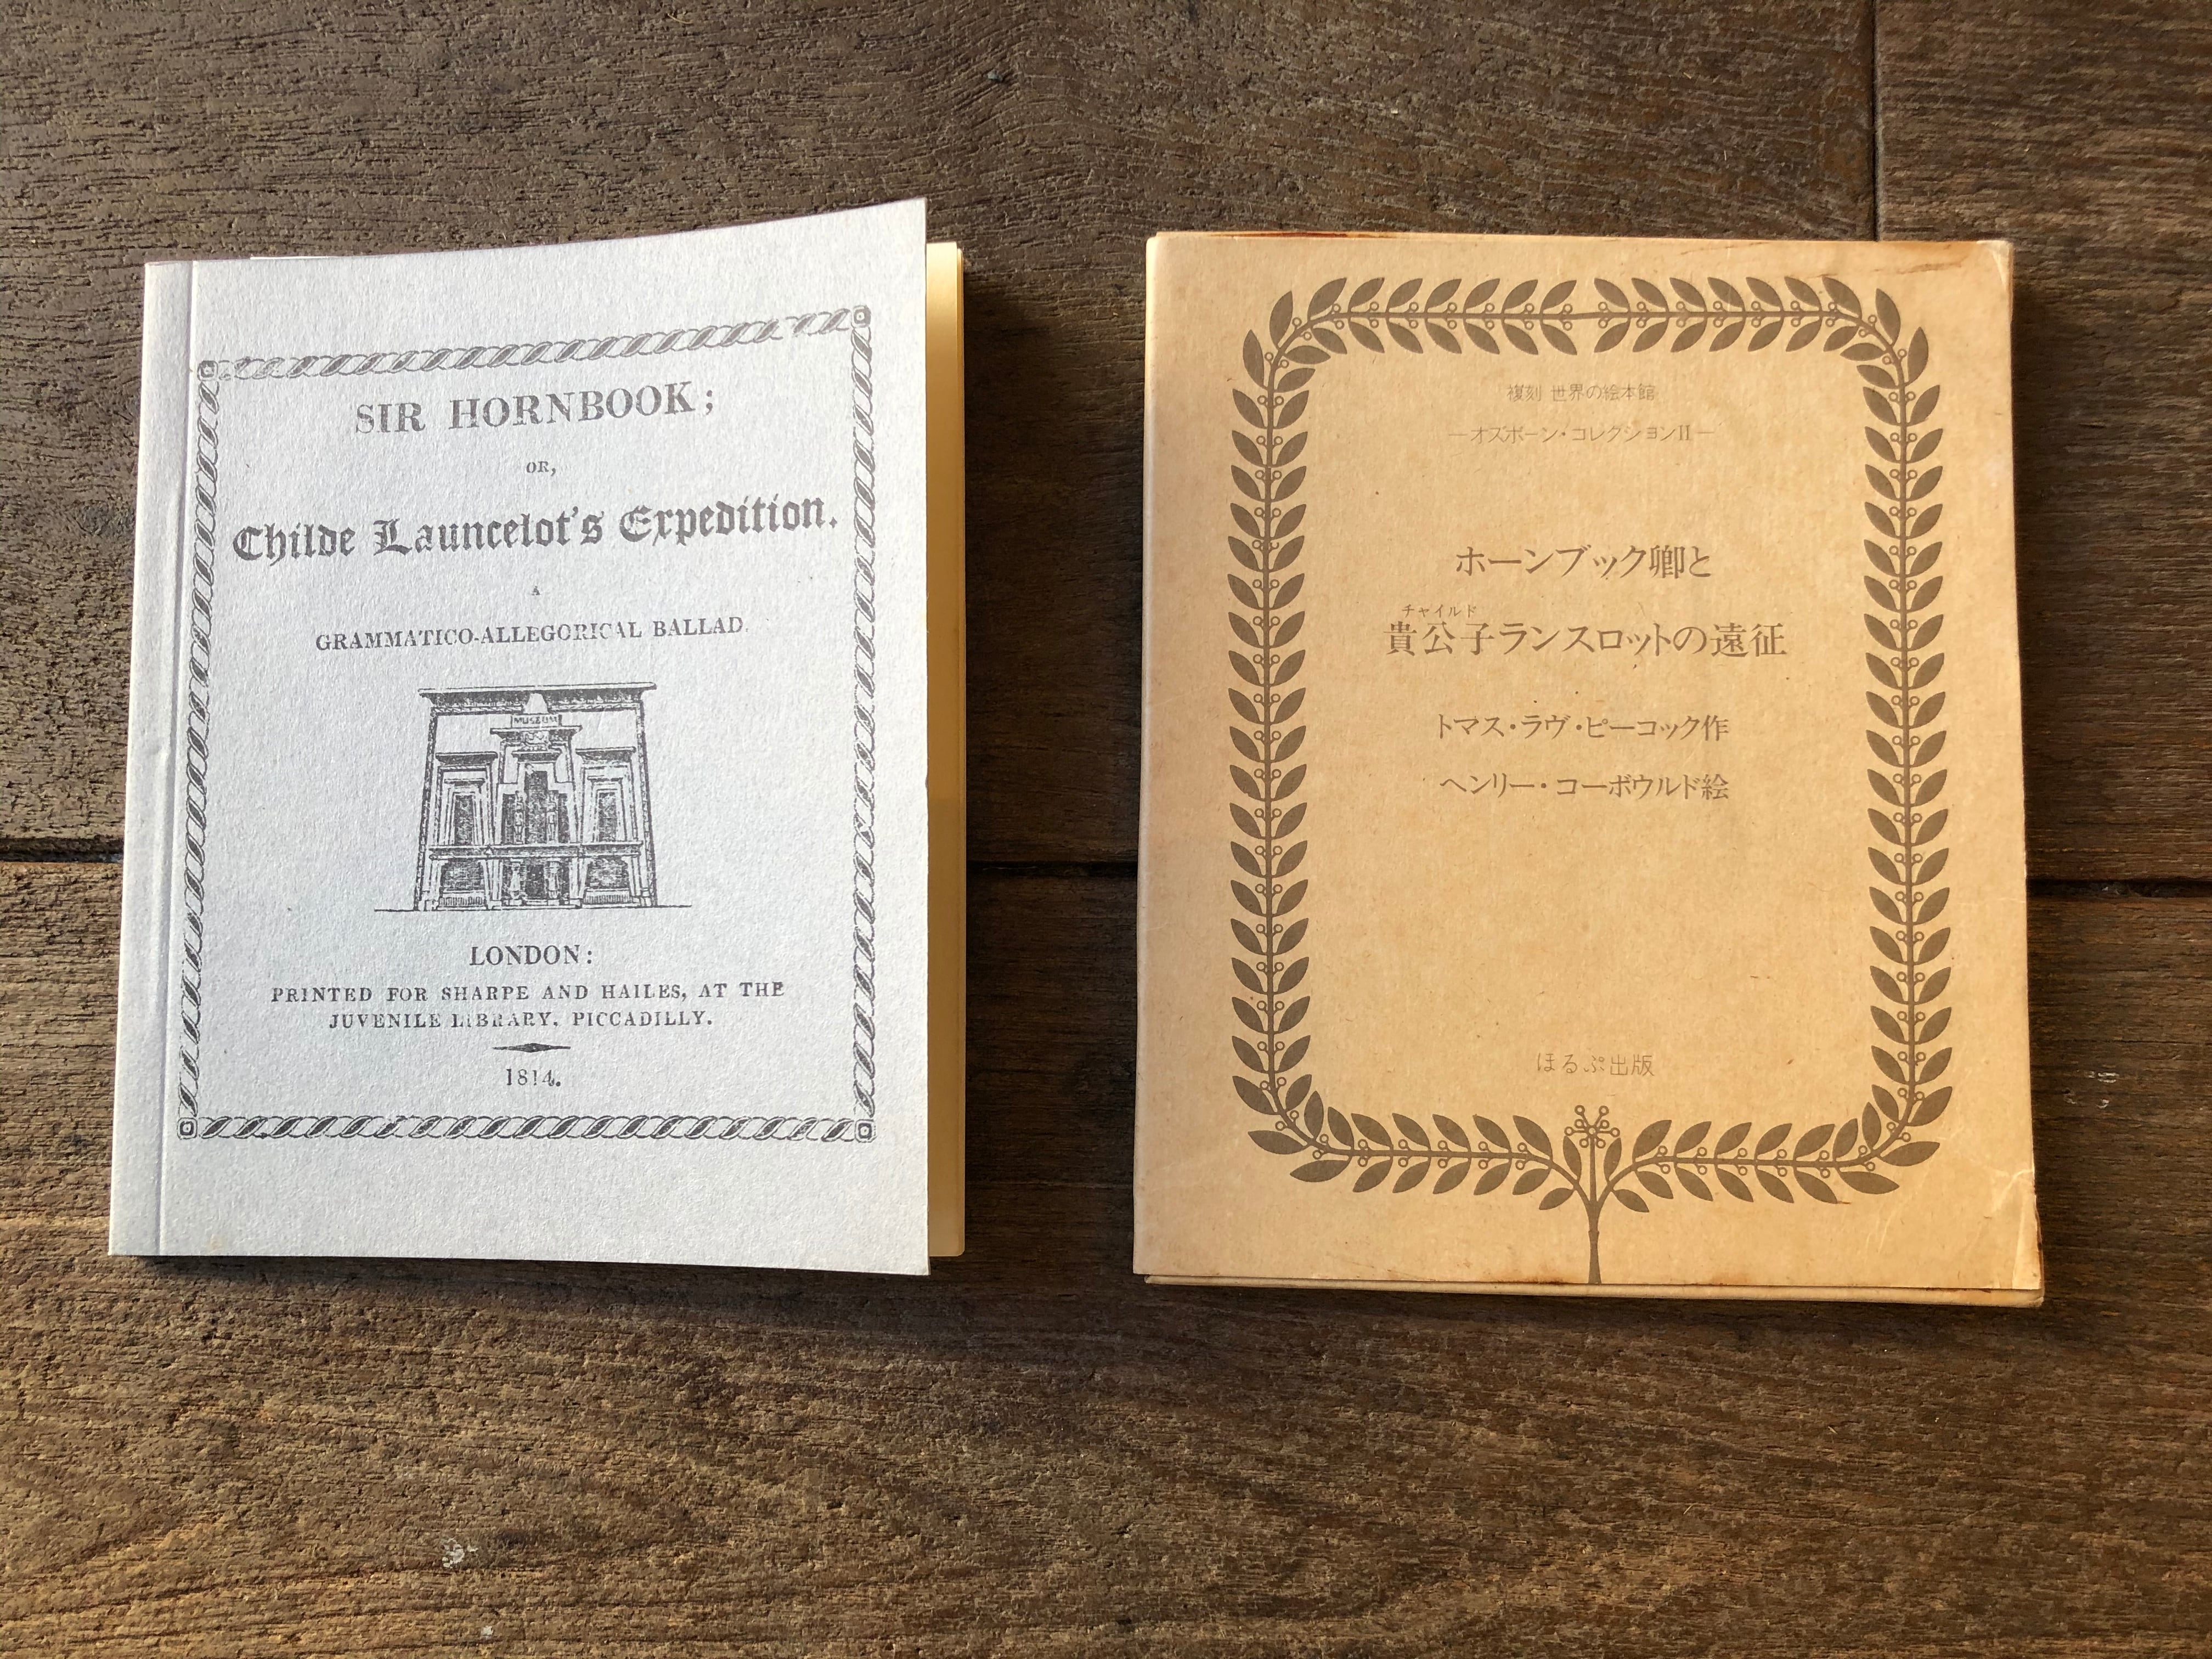 SIR HORNBOOK;
OR,
Childe Launcelot's Expedition.
A
GRAMMATICO-ALLEGORICAL BALLAD.
MUSEUM
LONDON:
PRINTED FOR SHARPE AND HAILES, AT THE
JUVENILE LIBRARY, PICCADILLY.
1814.
複刻 世界の絵本館
—オズボーン・コレクションII—
ホーンブック卿と
チャイルド
貴公子ランスロットの遠征
トマス・ラヴ・ピーコック作
ヘンリー・コーボウルド絵
ほるぷ出版